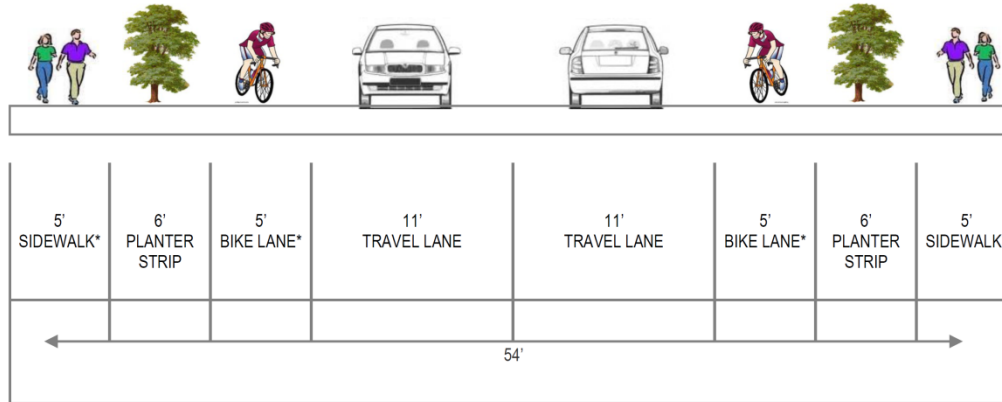 5’
SIDEWALK*
6’
PLANTER
STRIP
5’
BIKE LANE*
11’
TRAVEL LANE
11’
TRAVEL LANE
5’
BIKE LANE*
6’
PLANTER
STRIP
5’
SIDEWALK
54’